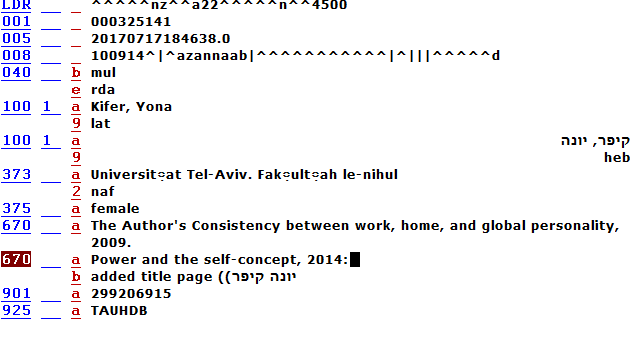 LDR _ ^^^^^nz^^a22^^^^^n^^4500
001 __ _ 000325141
005 __ _ 20170717184638.0
008 __ _ 100914^|^azannaab|^^^^^^^^^^^|^|||^^^^^d
040 __ b mul
e rda
100 1_ a Kifer, Yona
9 lat
100 1_ a קיפר, יונה
9 heb
373 __ a Universiṭat Tel-Aviv. Faḳulṭah le-nihul
2 naf
375 __ a female
670 __ a The Author's Consistency between work, home, and global personality,
2009.
670 __ a Power and the self-concept, 2014:
b added title page ((יונה קיפר
901 __ a 299206915
925 __ a TAUHDB